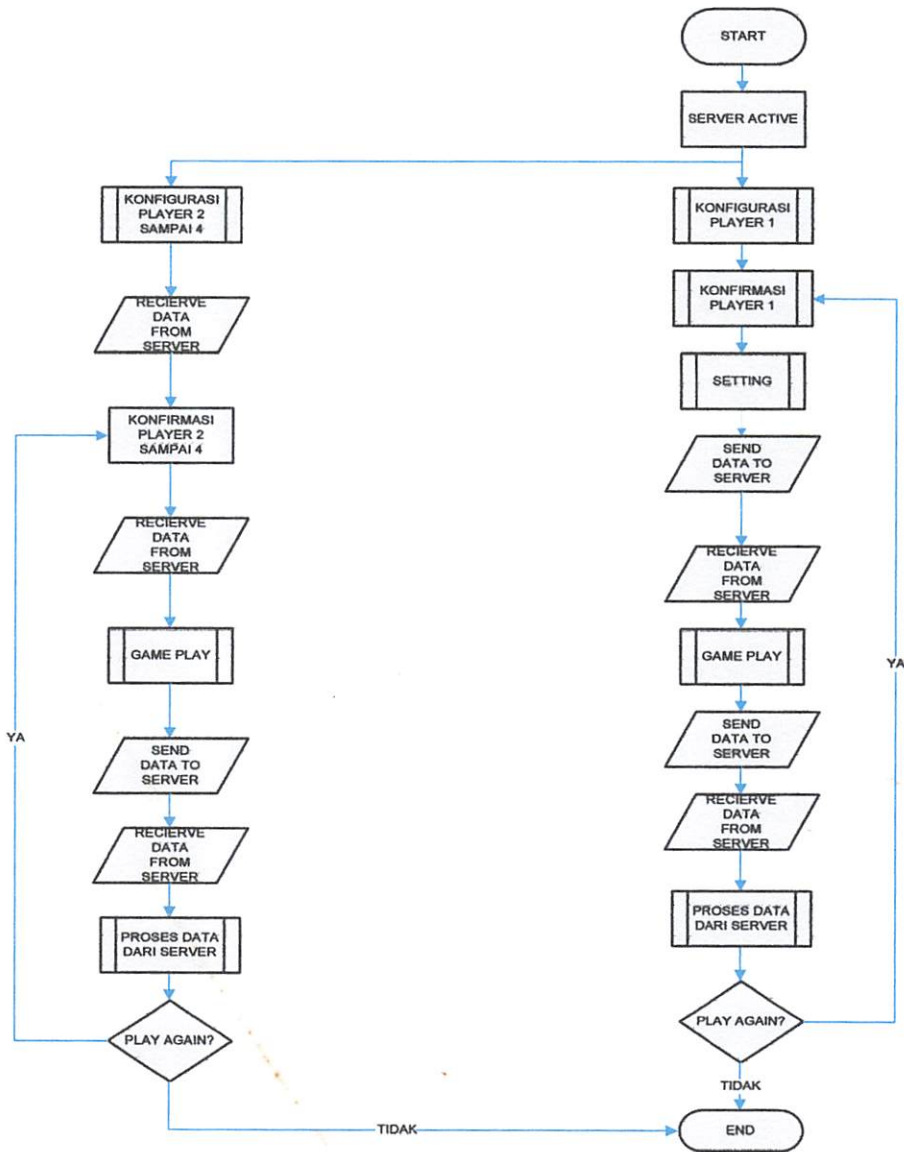 START
SERVER ACTIVE
KONFIGURASI
PLAYER 2
SAMPAI 4
RECIERVE
DATA
FROM
SERVER
KONFIRMASI
PLAYER 2
SAMPAI 4
RECIERVE
DATA
FROM
SERVER
GAME PLAY
YA
SEND
DATA TO
SERVER
RECIERVE
DATA
FROM
SERVER
PROSES DATA
DARI SERVER
PLAY AGAIN?
TIDAK
KONFIGURASI
PLAYER 1
KONFIRMASI
PLAYER 1
SETTING
SEND
DATA TO
SERVER
RECIERVE
DATA
FROM
SERVER
GAME PLAY
YA
SEND
DATA TO
SERVER
RECIERVE
DATA
FROM
SERVER
PROSES DATA
DARI SERVER
PLAY AGAIN?
TIDAK
END